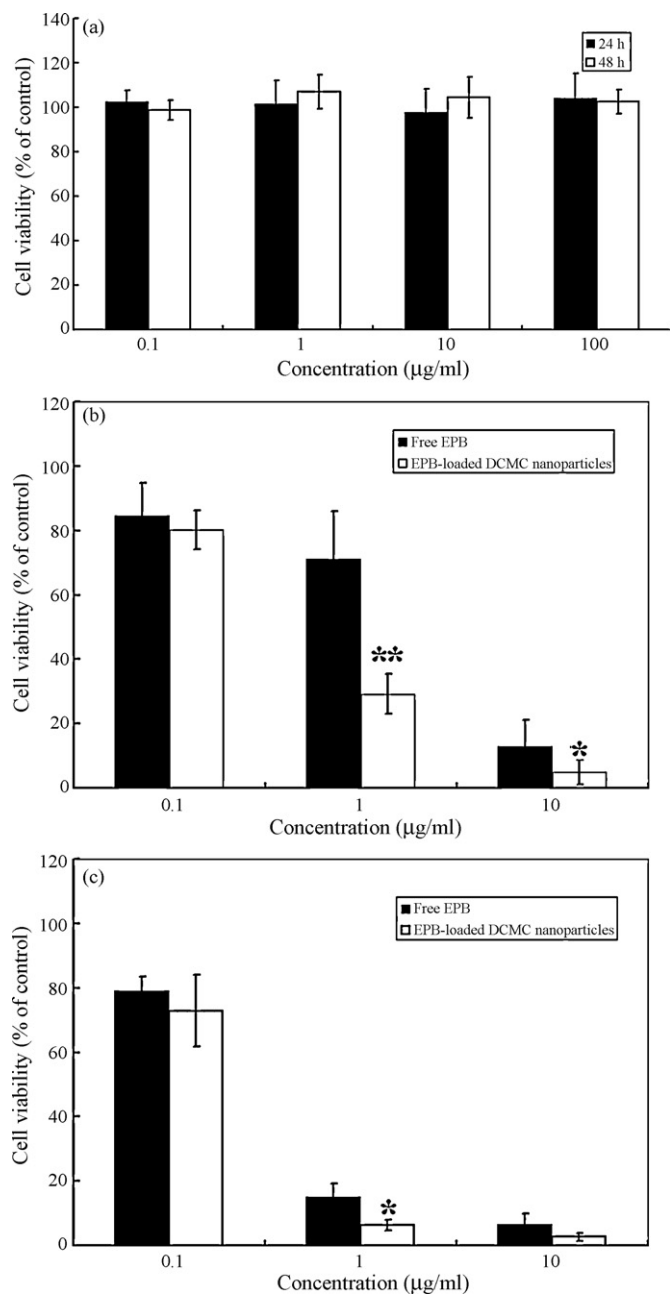 (a)
24 h
48 h
Cell viability (% of control)
140
120
100
80
60
40
20
0
0.1 1 10 100
Concentration (µg/ml)
(b)
Free EPB
EPB-loaded DCMC nanoparticles
Cell viability (% of control)
120
100
80
60
40
20
0
**
*
0.1 1 10
Concentration (µg/ml)
(c)
Free EPB
EPB-loaded DCMC nanoparticles
Cell viability (% of control)
120
100
80
60
40
20
0
*
0.1 1 10
Concentration (µg/ml)